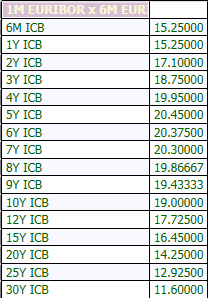 1M EURIBOR x 6M EUR
6M ICB 15.25000
1Y ICB 15.25000
2Y ICB 17.10000
3Y ICB 18.75000
4Y ICB 19.95000
5Y ICB 20.45000
6Y ICB 20.37500
7Y ICB 20.30000
8Y ICB 19.86667
9Y ICB 19.43333
10Y ICB 19.00000
12Y ICB 17.72500
15Y ICB 16.45000
20Y ICB 14.25000
25Y ICB 12.92500
30Y ICB 11.60000